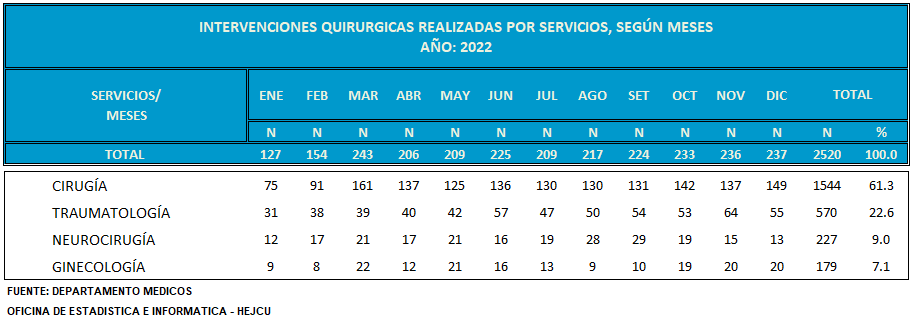 INTERVENCIONES QUIRURGICAS REALIZADAS POR SERVICIOS, SEGÚN MESES
AÑO: 2022
SERVICIOS/ MESES ENE FEB MAR ABR MAY JUN JUL AGO SET OCT NOV DIC TOTAL
N N N N N N N N N N N N N %
TOTAL 127 154 243 206 209 225 209 217 224 233 236 237 2520 100.0
CIRUGÍA 75 91 161 137 125 136 130 130 131 142 137 149 1544 61.3
TRAUMATOLOGÍA 31 38 39 40 42 57 47 50 54 53 64 55 570 22.6
NEUROCIRUGÍA 12 17 21 17 21 16 19 28 29 19 15 13 227 9.0
GINECOLOGÍA 9 8 22 12 21 16 13 9 10 19 20 20 179 7.1
FUENTE: DEPARTAMENTO MEDICOS
OFICINA DE ESTADISTICA E INFORMATICA - HEJCU